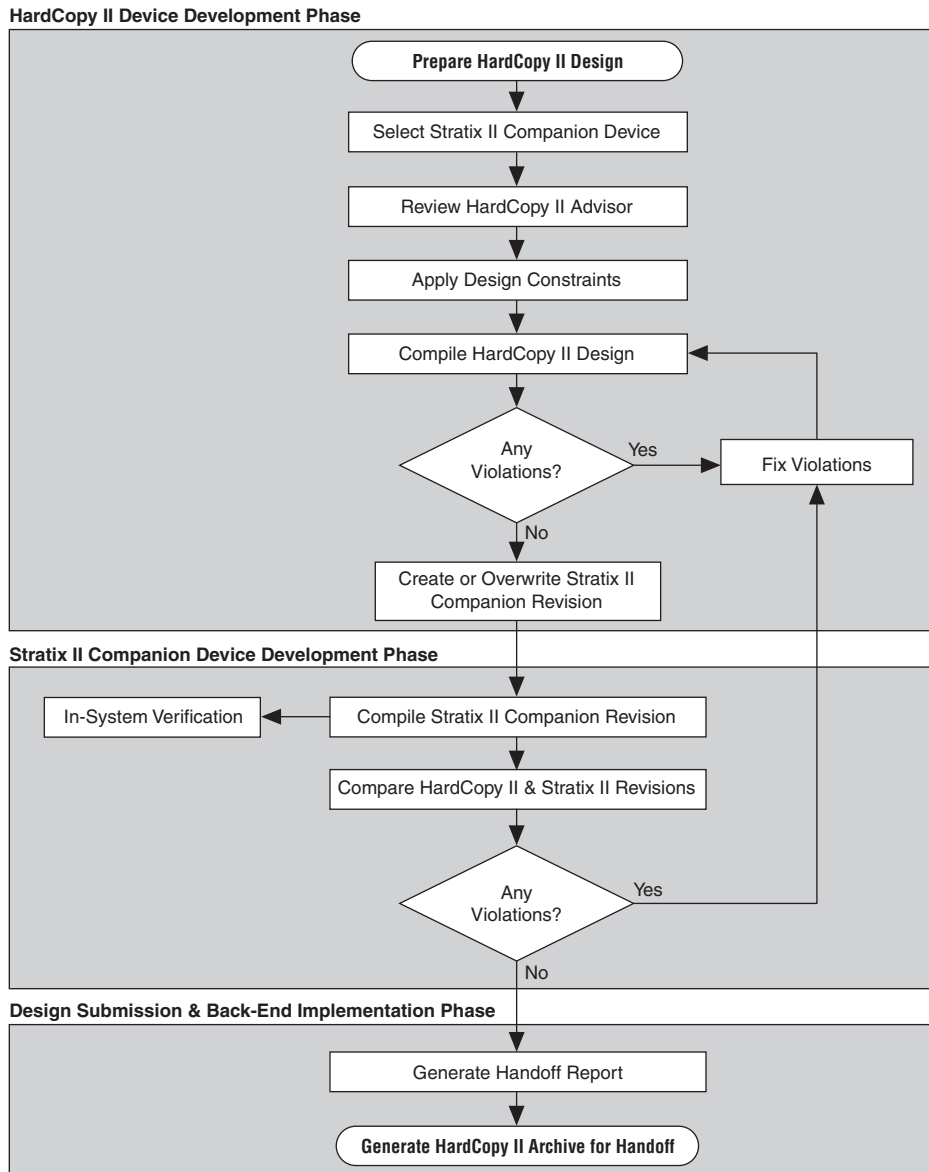 HardCopy II Device Development Phase
Prepare HardCopy II Design
Select Stratix II Companion Device
Review HardCopy II Advisor
Apply Design Constraints
Compile HardCopy II Design
Any
Violations?
Yes
Fix Violations
No
Create or Overwrite Stratix II
Companion Revision
Stratix II Companion Device Development Phase
In-System Verification
Compile Stratix II Companion Revision
Compare HardCopy II & Stratix II Revisions
Any
Violations?
Yes
No
Design Submission & Back-End Implementation Phase
Generate Handoff Report
Generate HardCopy II Archive for Handoff